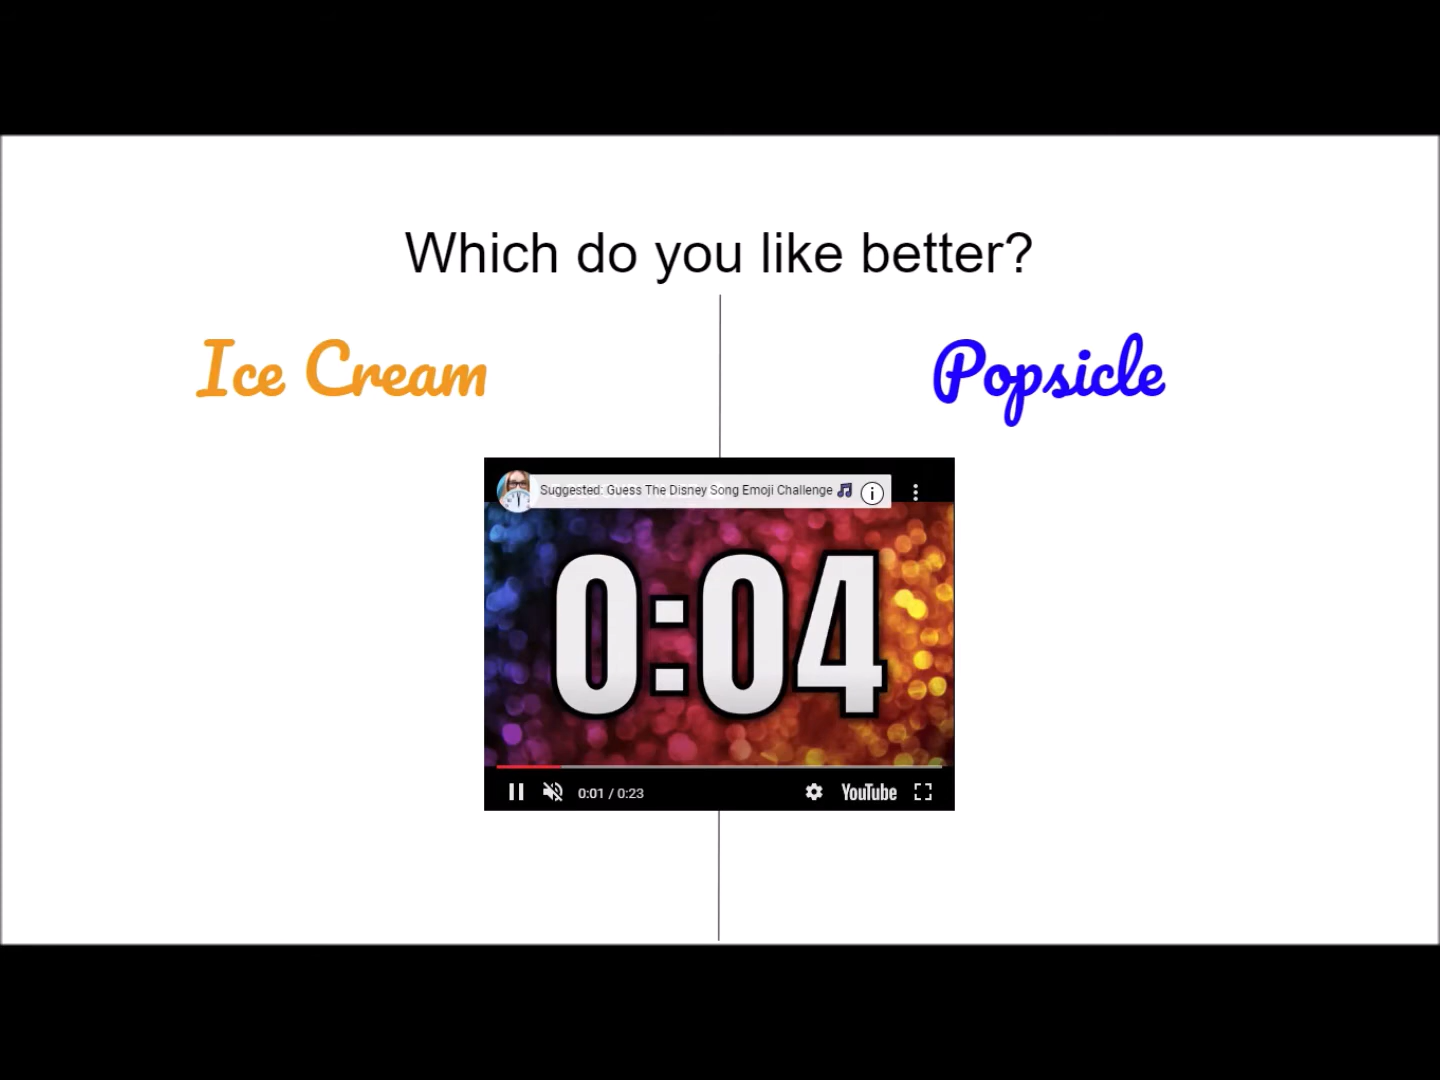 Which do you like better?
Ice Cream
Popsicle
Suggested: Guess The Disney Song Emoji Challenge 🎵
0:04
0:01 / 0:23
YouTube